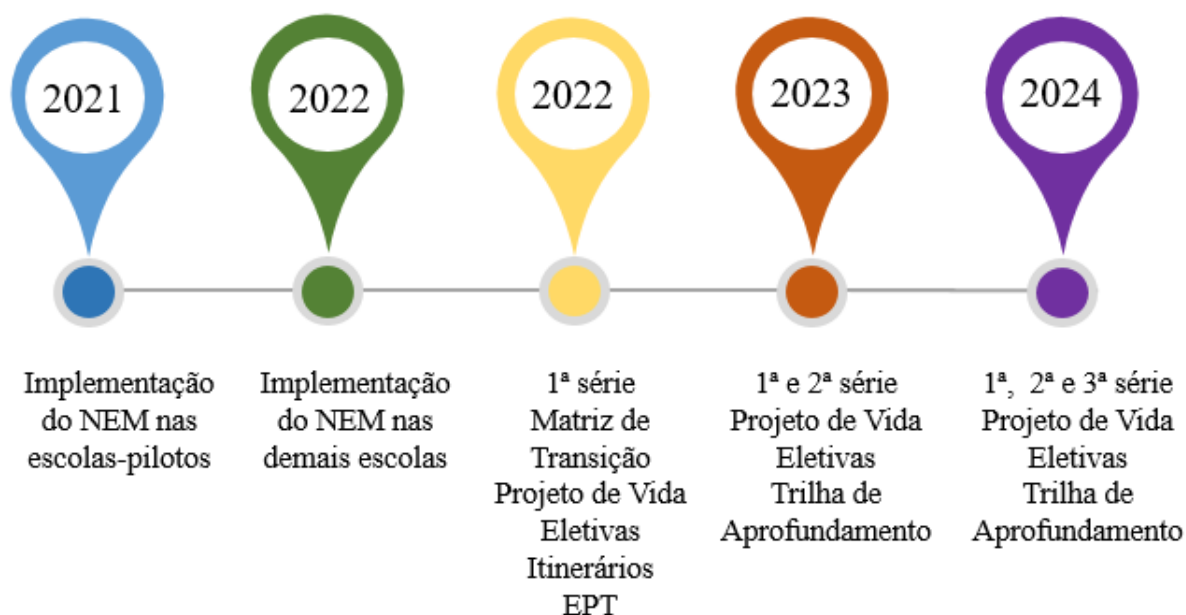 2021
2022
2022
2023
2024
Implementação
do NEM nas
escolas-pilotos
Implementação
do NEM nas
demais escolas
1ª série
Matriz de
Transição
Projeto de Vida
Eletivas
Itinerários
EPT
1ª e 2ª série
Projeto de Vida
Eletivas
Trilha de
Aprofundamento
1ª, 2ª e 3ª série
Projeto de Vida
Eletivas
Trilha de
Aprofundamento